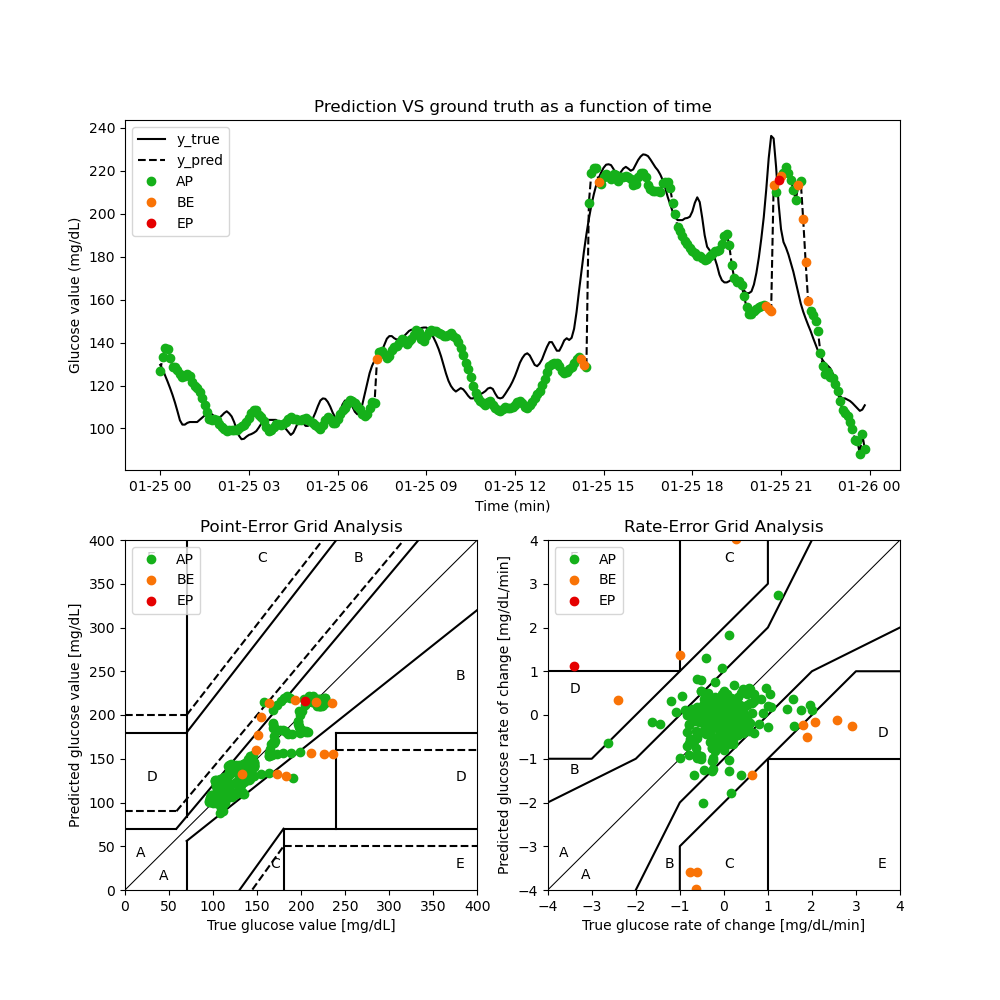 Prediction VS ground truth as a function of time
Glucose value (mg/dL)
240
220
200
180
160
140
120
100
y_true
y_pred
AP
BE
EP
01-25 00 01-25 03 01-25 06 01-25 09 01-25 12 01-25 15 01-25 18 01-25 21 01-26 00
Time (min)
Point-Error Grid Analysis
Predicted glucose value [mg/dL]
400
350
300
250
200
150
100
50
0
AP
BE
EP
C B
B
D D
A
A C E
0 50 100 150 200 250 300 350 400
True glucose value [mg/dL]
Rate-Error Grid Analysis
Predicted glucose rate of change [mg/dL/min]
4
3
2
1
0
−1
−2
−3
−4
AP
BE
EP
C
D
D
B
A
A B C E
−4 −3 −2 −1 0 1 2 3 4
True glucose rate of change [mg/dL/min]